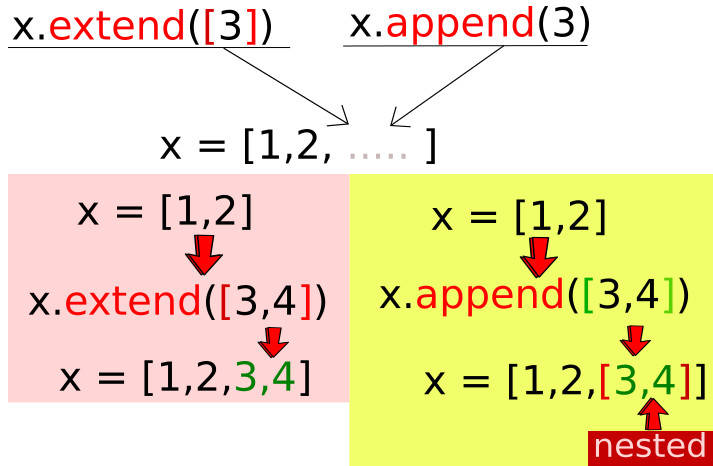 x.extend([3])
x.append(3)
x = [1,2, ..... ]
x = [1,2]
x.extend([3,4])
x = [1,2,3,4]
x = [1,2]
x.append([3,4])
x = [1,2,[3,4]]
nested